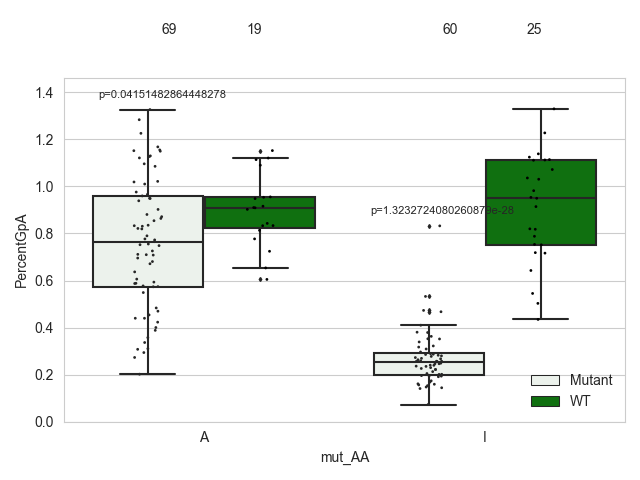 69 19 60 25
1.4
p=0.04151482864448278
1.2
1.0
p=1.3232724080260879e-28
0.8
0.6
0.4
0.2
0.0
PercentGpA
Mutant
WT
A I
mut_AA